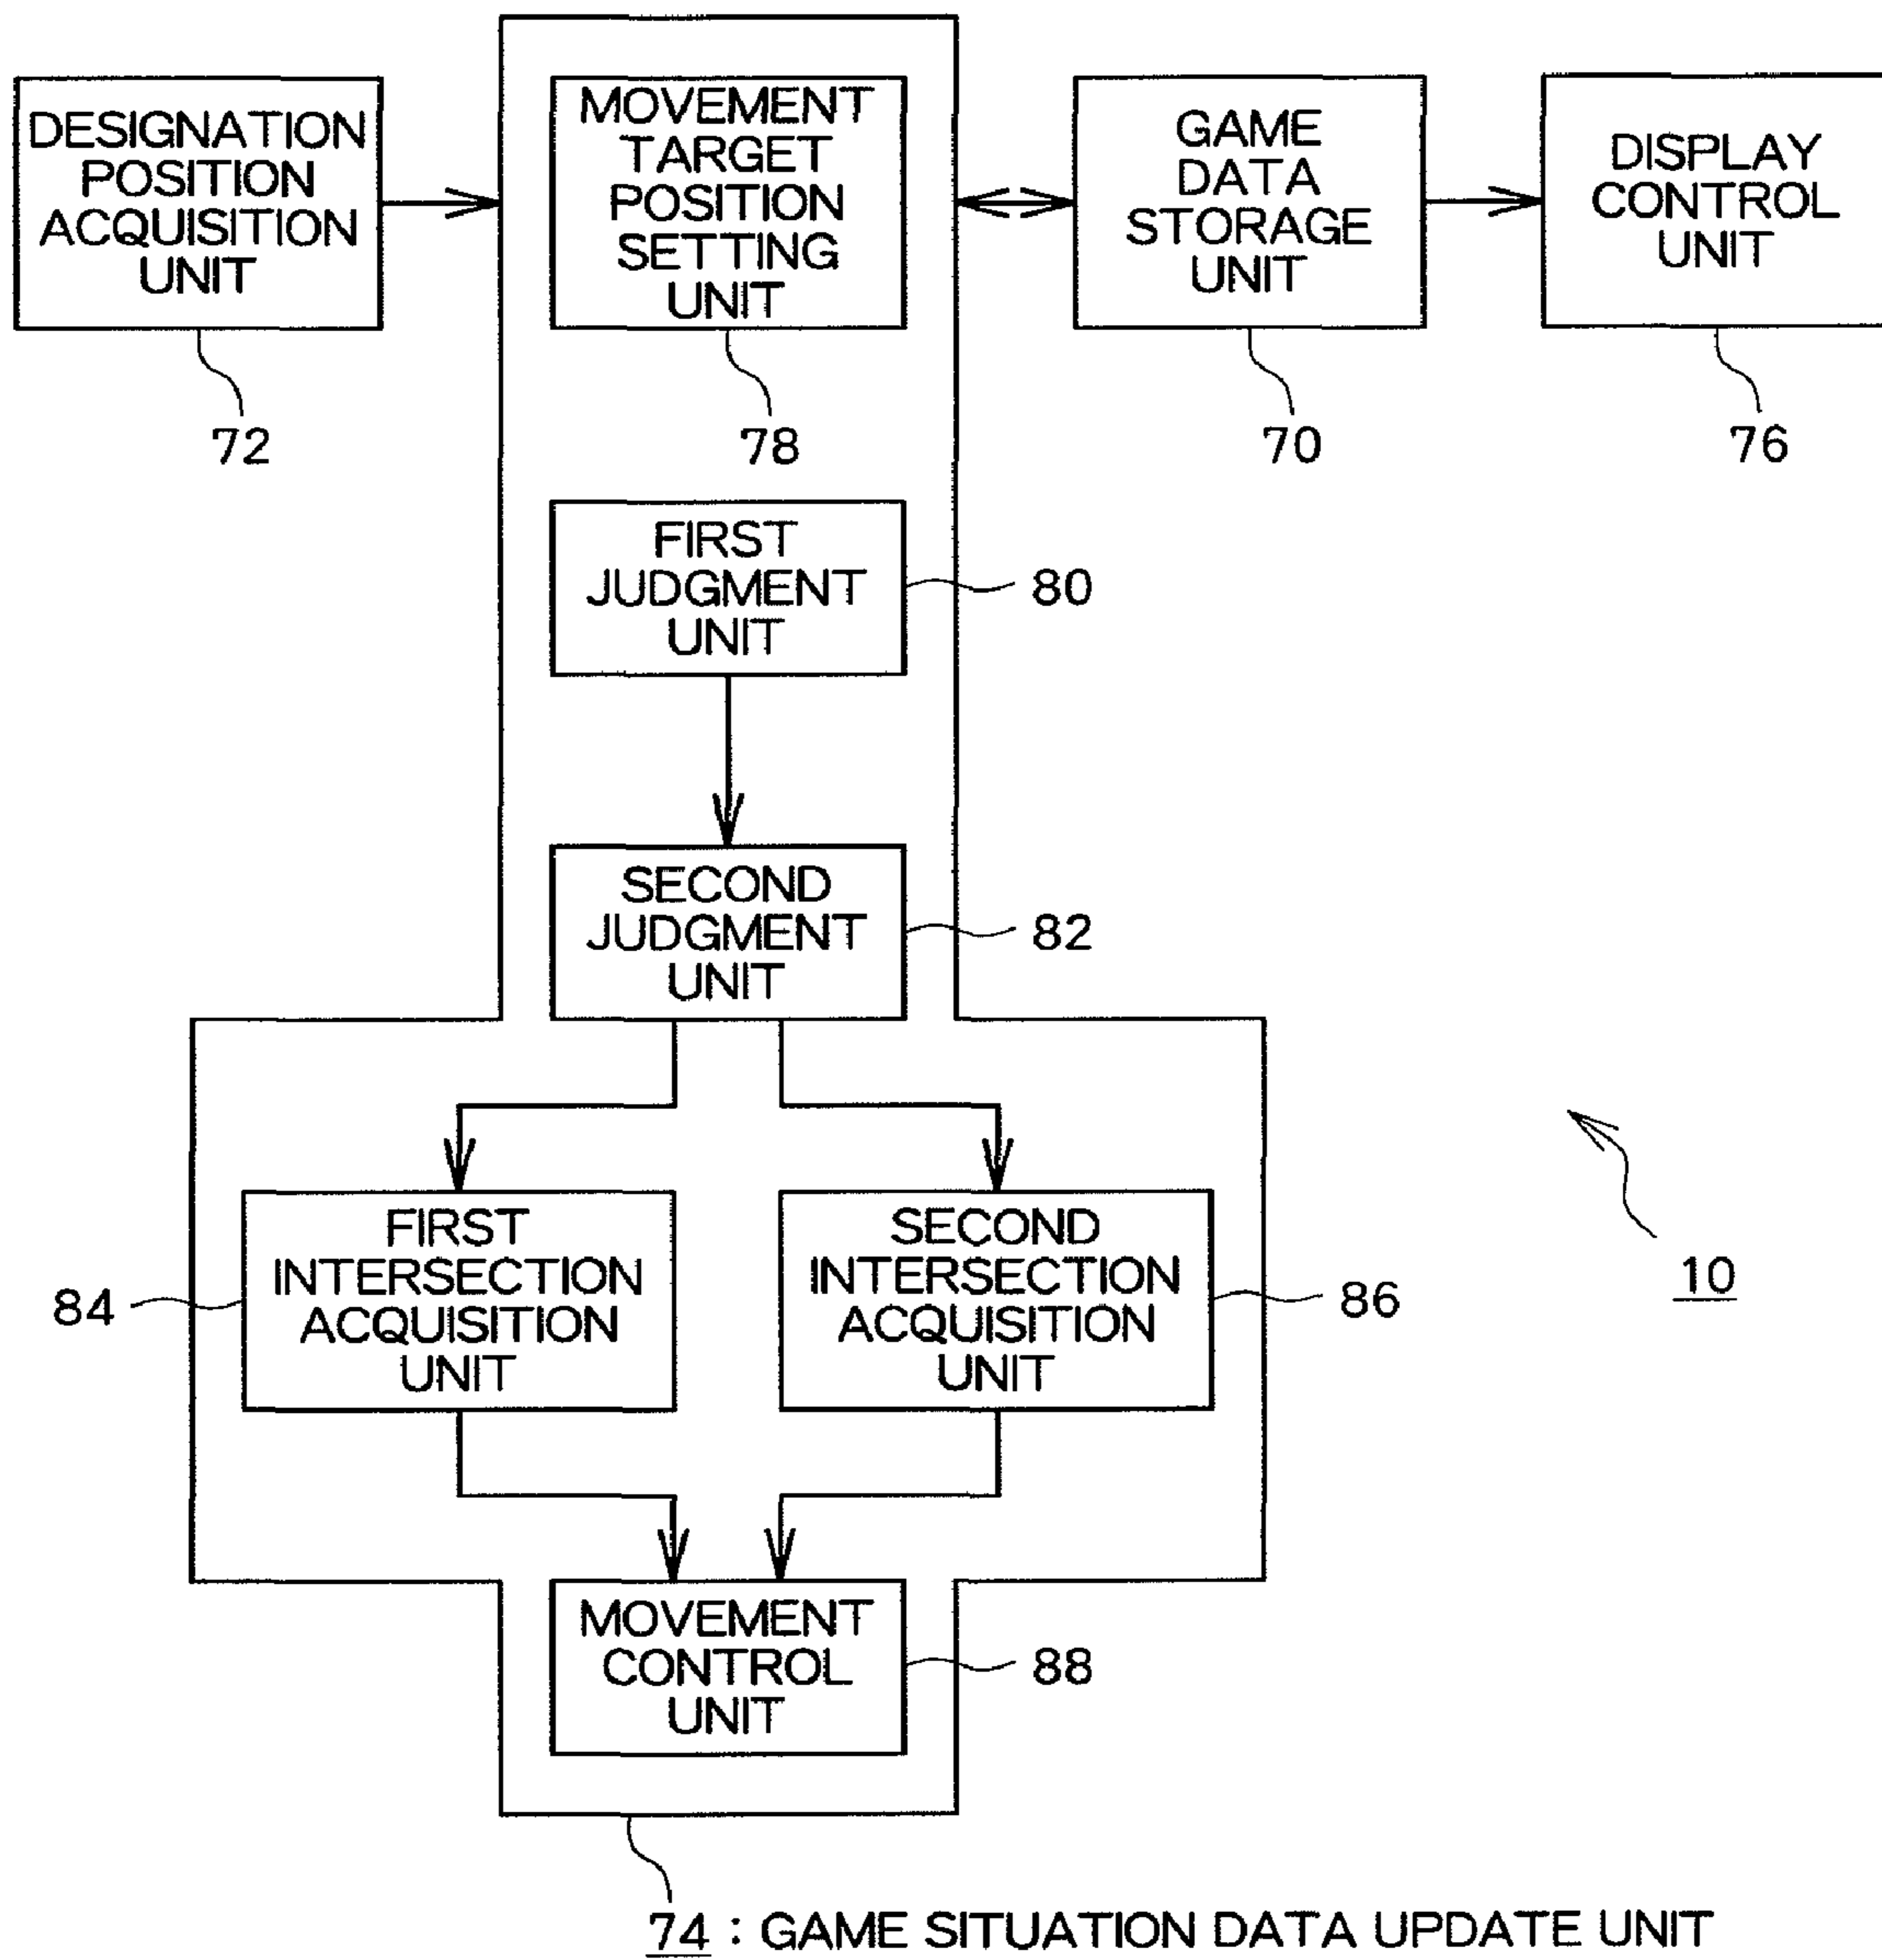 DESIGNATION
POSITION
ACQUISITION
UNIT
72
MOVEMENT
TARGET
POSITION
SETTING
UNIT
78
GAME
DATA
STORAGE
UNIT
70
DISPLAY
CONTROL
UNIT
76
FIRST
JUDGMENT
UNIT
80
SECOND
JUDGMENT
UNIT
82
FIRST
INTERSECTION
ACQUISITION
UNIT
84
SECOND
INTERSECTION
ACQUISITION
UNIT
86
10
MOVEMENT
CONTROL
UNIT
88
74 : GAME SITUATION DATA UPDATE UNIT